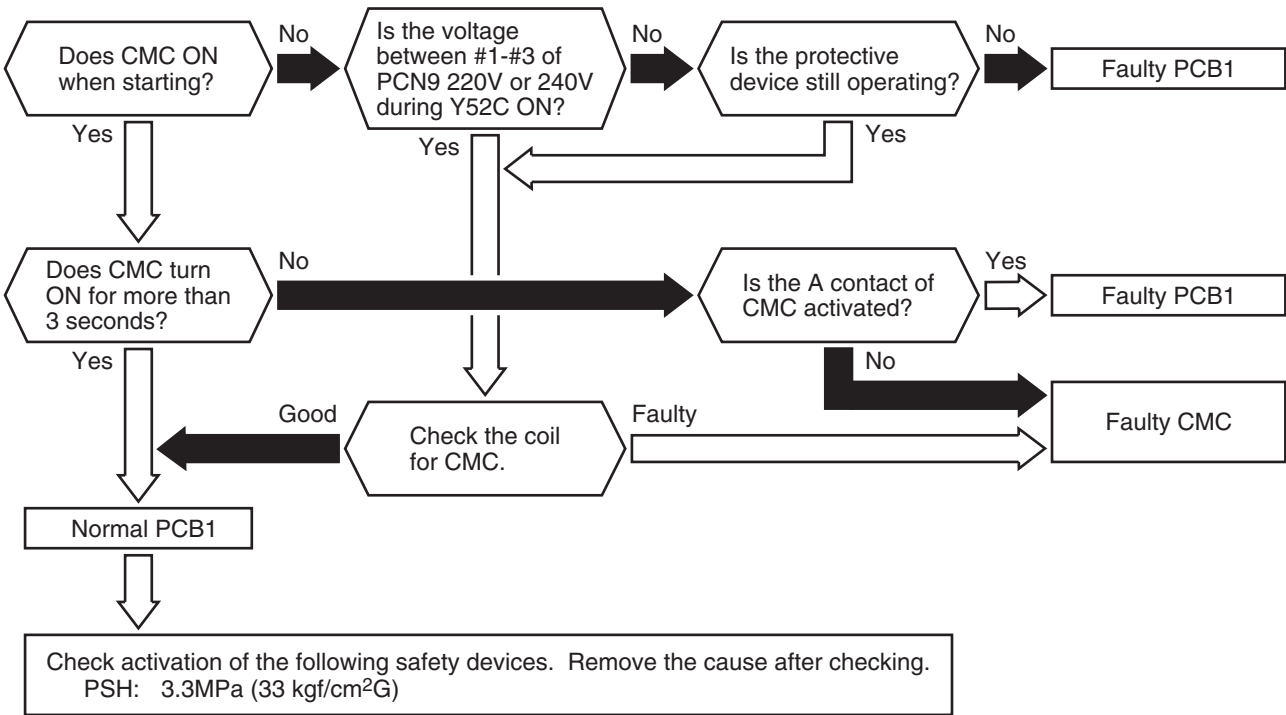 Does CMC ON
when starting?
No
Is the voltage
between #1-#3 of
PCN9 220V or 240V
during Y52C ON?
No
Is the protective
device still operating?
No
Faulty PCB1
Yes
Yes
Yes
Does CMC turn
ON for more than
3 seconds?
No
Is the A contact of
CMC activated?
Yes
Faulty PCB1
Yes
No
Good
Check the coil
for CMC.
Faulty
Faulty CMC
Normal PCB1
Check activation of the following safety devices.  Remove the cause after checking.
PSH:   3.3MPa (33 kgf/cm²G)